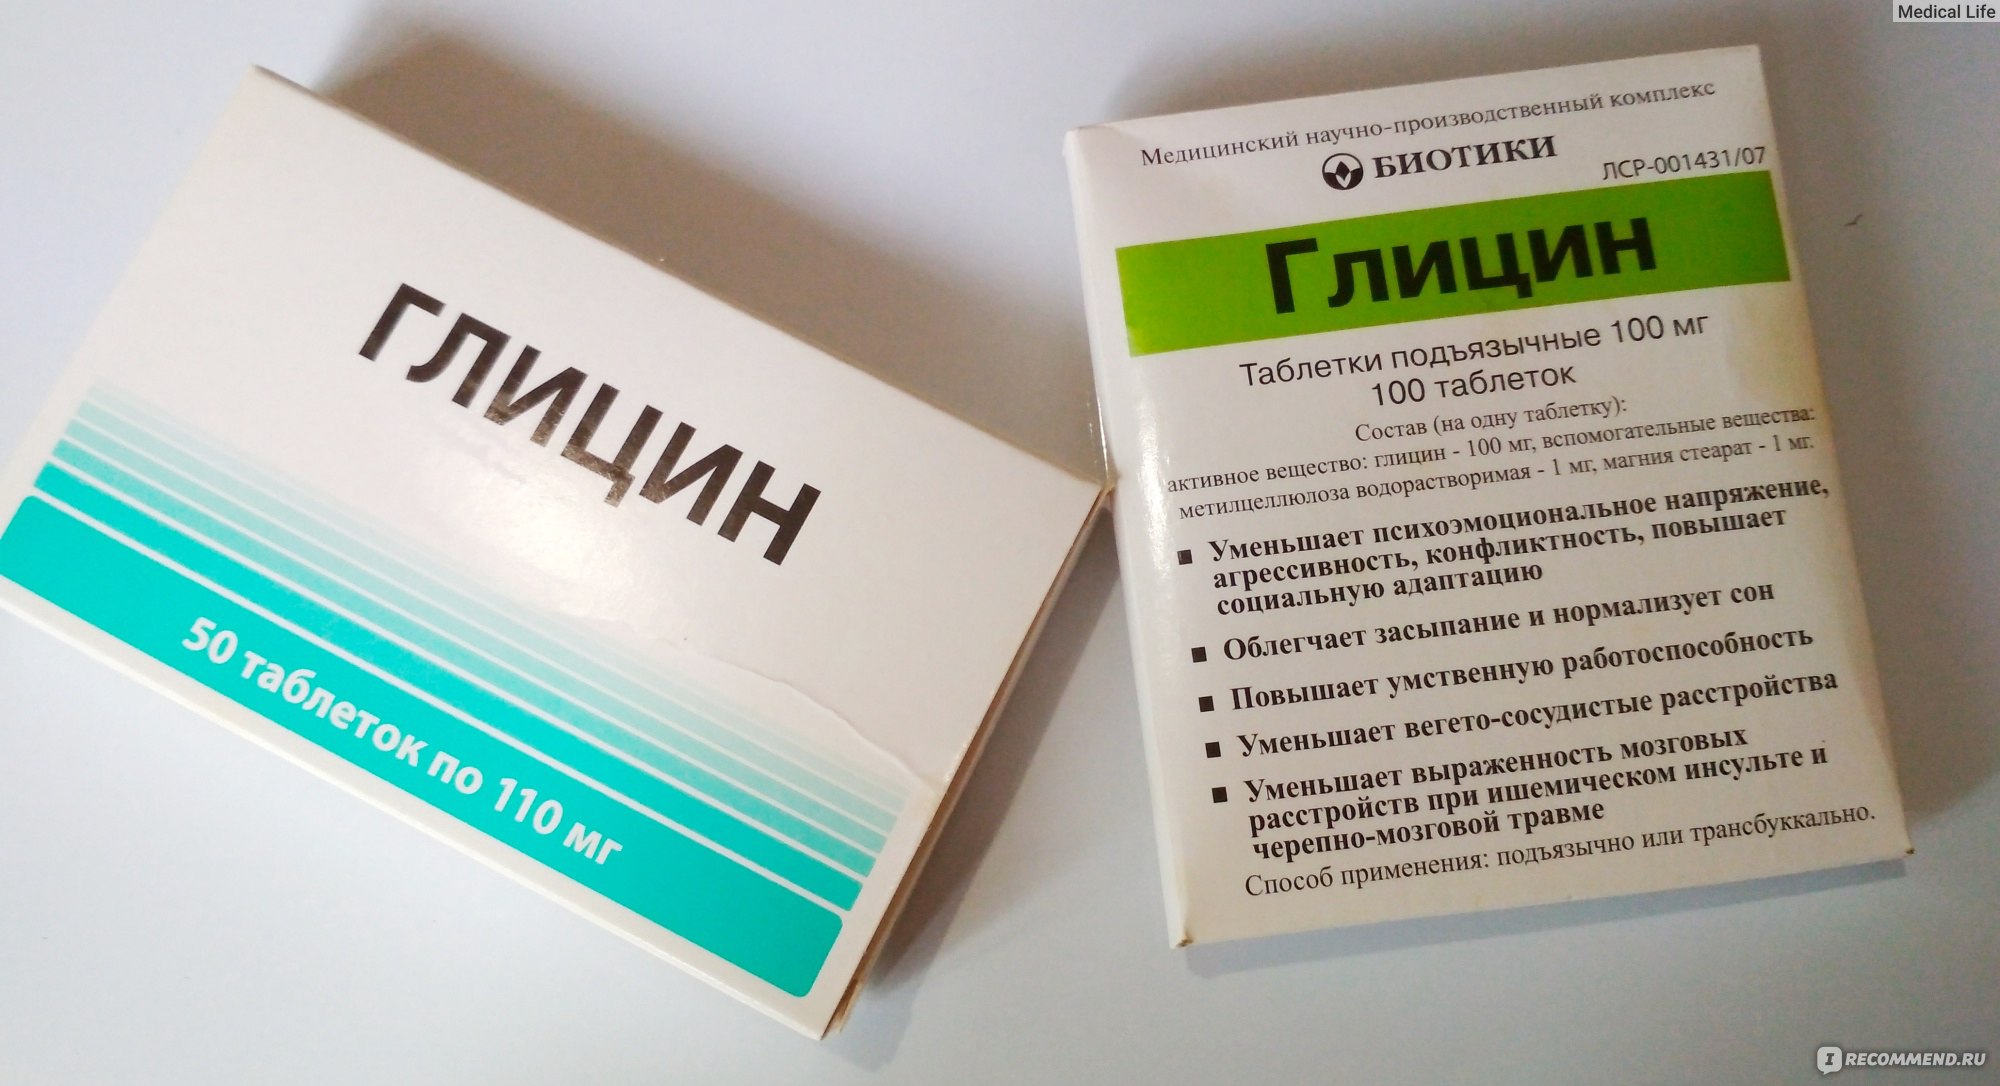 Medical Life
ГЛИЦИН
50 таблеток по 110 мг
Медицинский научно-производственный комплекс
БИОТИКИ
ЛСР-001431/07
Глицин
Таблетки подъязычные 100 мг
100 таблеток
Состав (на одну таблетку):
активное вещество: глицин - 100 мг, вспомогательные вещества:
метилцеллюлоза водорастворимая - 1 мг, магния стеарат - 1 мг.
▪ Уменьшает психоэмоциональное напряжение,
агрессивность, конфликтность, повышает
социальную адаптацию
▪ Облегчает засыпание и нормализует сон
▪ Повышает умственную работоспособность
▪ Уменьшает вегето-сосудистые расстройства
▪ Уменьшает выраженность мозговых
расстройств при ишемическом инсульте и
черепно-мозговой травме
Способ применения: подъязычно или трансбуккально.
I RECOMMEND.RU